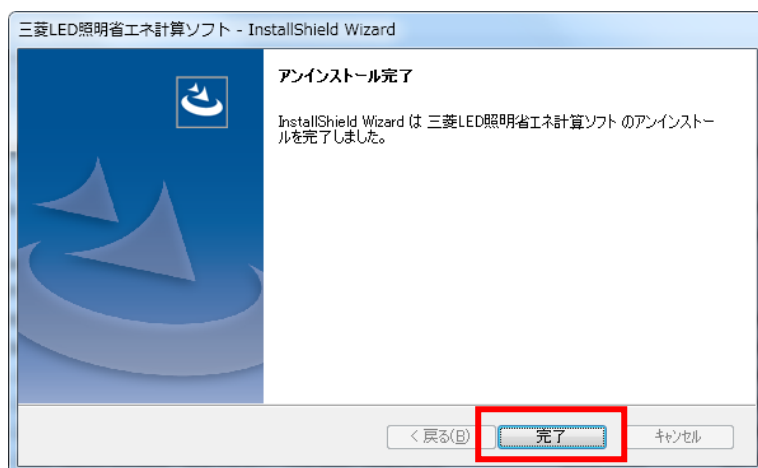 三菱LED照明省エネ計算ソフト - InstallShield Wizard
アンインストール完了
InstallShield Wizard は 三菱LED照明省エネ計算ソフト のアンインストー
ルを完了しました。
< 戻る(B)
完了
キャンセル